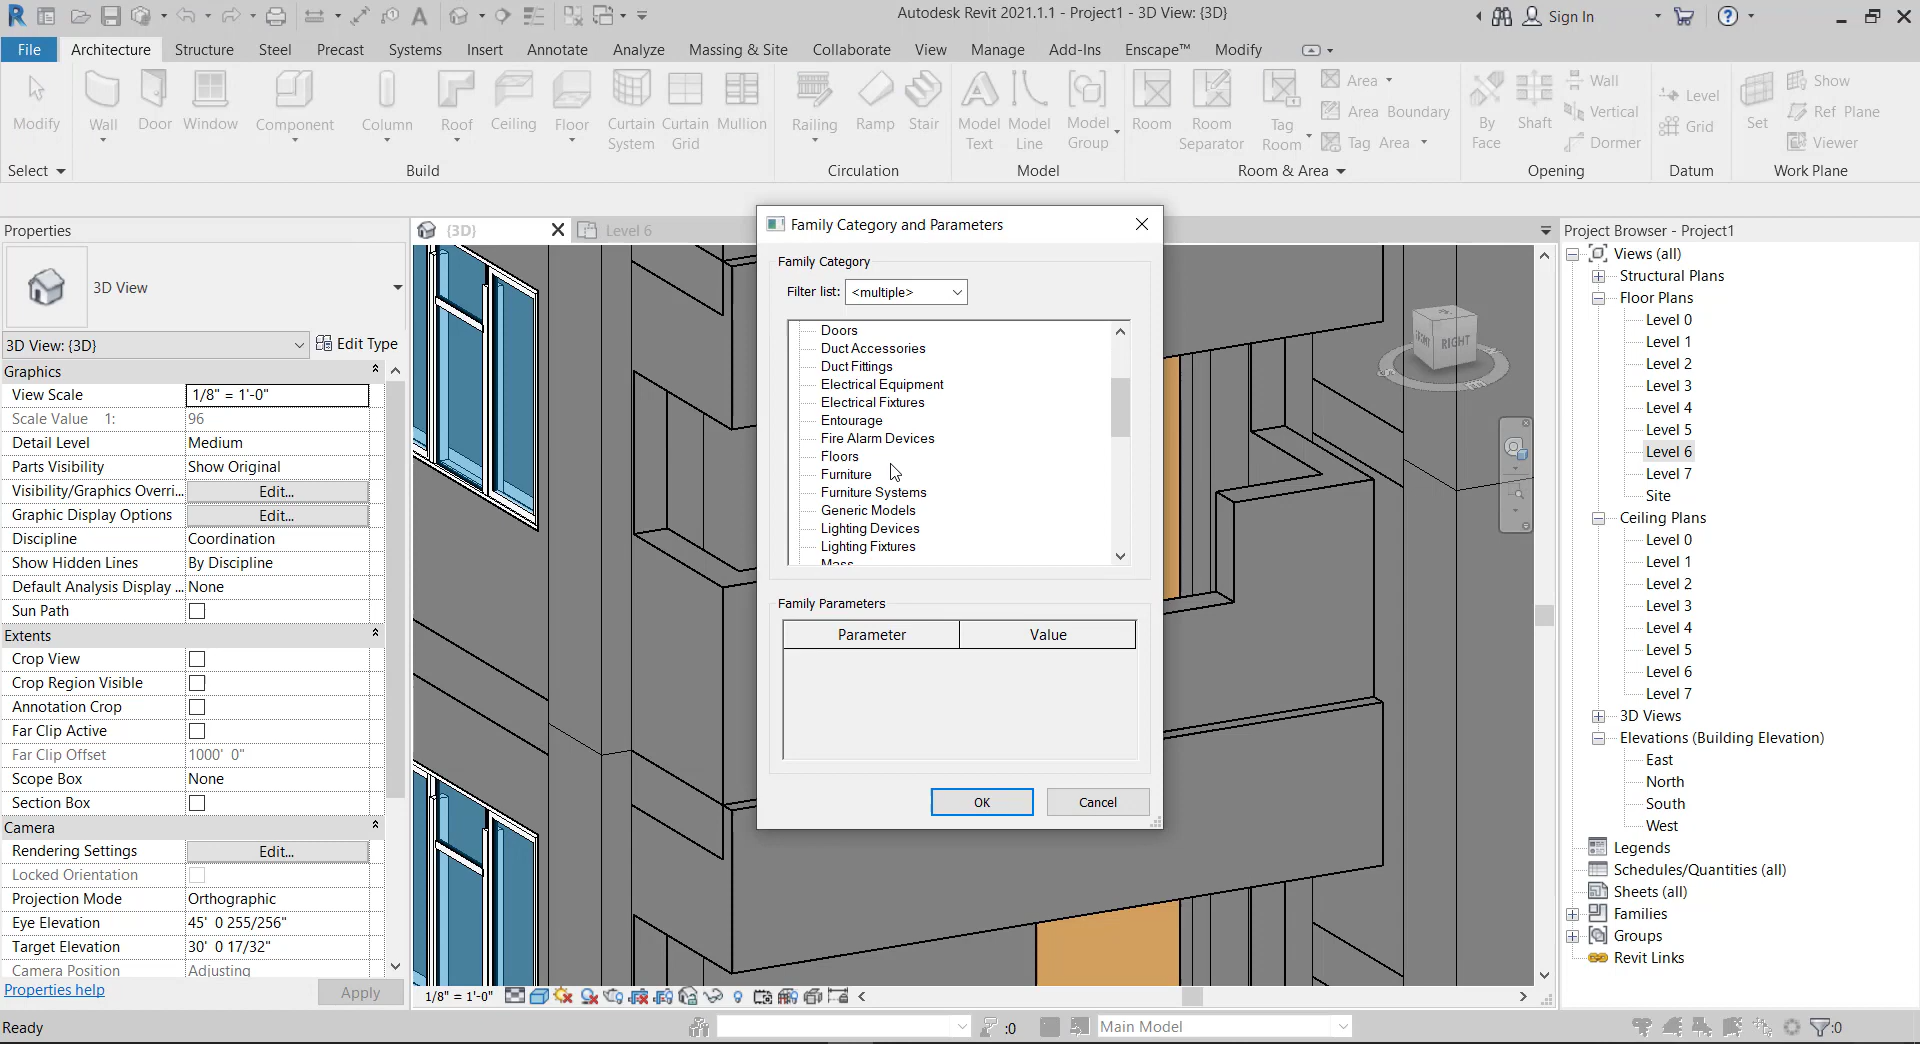 Autodesk Revit 2021.1.1 - Project1 - 3D View: {3D}
Sign In
File Architecture Structure Steel Precast Systems Insert Annotate Analyze Massing & Site Collaborate View Manage Add-Ins Enscape™ Modify
Modify
Wall
Door
Window
Component
Column
Roof
Ceiling
Floor
Curtain System
Curtain Grid
Mullion
Railing
Ramp
Stair
Model Text
Model Line
Model Group
Room
Room Separator
Tag Room
Area
Area Boundary
Tag Area
By Face
Shaft
Wall
Vertical
Dormer
Level
Grid
Set
Show
Ref Plane
Viewer
Select
Build
Circulation
Model
Room & Area
Opening
Datum
Work Plane
Properties
3D View
3D View: {3D}
Edit Type
Graphics
View Scale 1/8" = 1'-0"
Scale Value 1: 96
Detail Level Medium
Parts Visibility Show Original
Visibility/Graphics Overri... Edit...
Graphic Display Options Edit...
Discipline Coordination
Show Hidden Lines By Discipline
Default Analysis Display ... None
Sun Path
Extents
Crop View
Crop Region Visible
Annotation Crop
Far Clip Active
Far Clip Offset 1000' 0"
Scope Box None
Section Box
Camera
Rendering Settings Edit...
Locked Orientation
Projection Mode Orthographic
Eye Elevation 45' 0 255/256"
Target Elevation 30' 0 17/32"
Camera Position Adjusting
Properties help
Apply
{3D}
Level 6
Family Category and Parameters
Family Category
Filter list: <multiple>
Doors
Duct Accessories
Duct Fittings
Electrical Equipment
Electrical Fixtures
Entourage
Fire Alarm Devices
Floors
Furniture
Furniture Systems
Generic Models
Lighting Devices
Lighting Fixtures
Mass
Family Parameters
Parameter Value
OK
Cancel
FRONT
RIGHT
1/8" = 1'-0"
Project Browser - Project1
Views (all)
Structural Plans
Floor Plans
Level 0
Level 1
Level 2
Level 3
Level 4
Level 5
Level 6
Level 7
Site
Ceiling Plans
Level 0
Level 1
Level 2
Level 3
Level 4
Level 5
Level 6
Level 7
3D Views
Elevations (Building Elevation)
East
North
South
West
Legends
Schedules/Quantities (all)
Sheets (all)
Families
Groups
Revit Links
Ready
:0
Main Model
:0